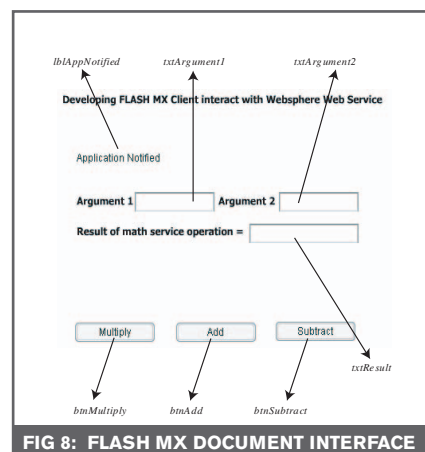 lblAppNotified txtArgument1 txtArgument2
Developing FLASH MX Client interact with Websphere Web Service
Application Notified
Argument 1 Argument 2
Result of math service operation =
Multiply Add Subtract
txtResult
btnMultiply btnAdd btnSubtract
FIG 8: FLASH MX DOCUMENT INTERFACE